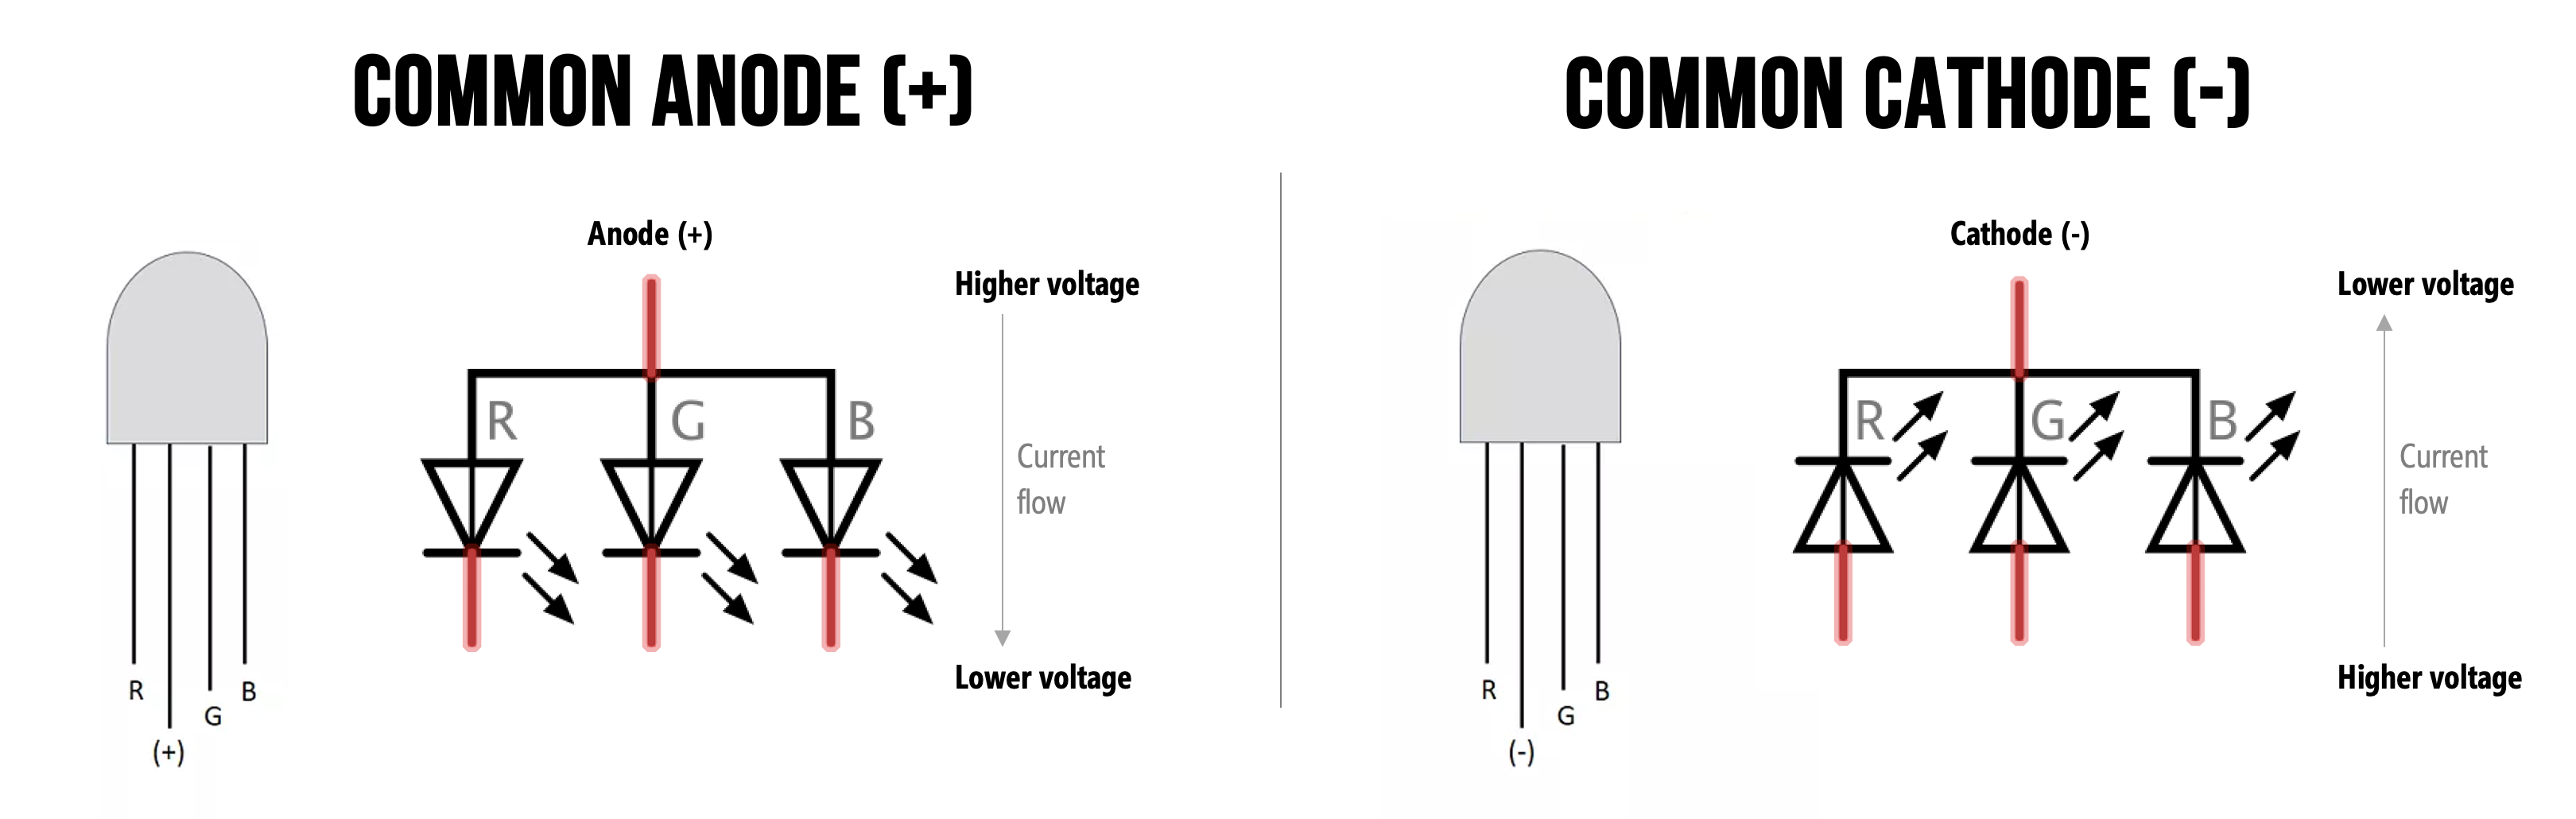 COMMON ANODE (+)
Anode (+)
Higher voltage
R G B
Current
flow
Lower voltage
R
B
G
(+)
COMMON CATHODE (-)
Cathode (-)
Lower voltage
R G B
Current
flow
Higher voltage
R
B
G
(-)